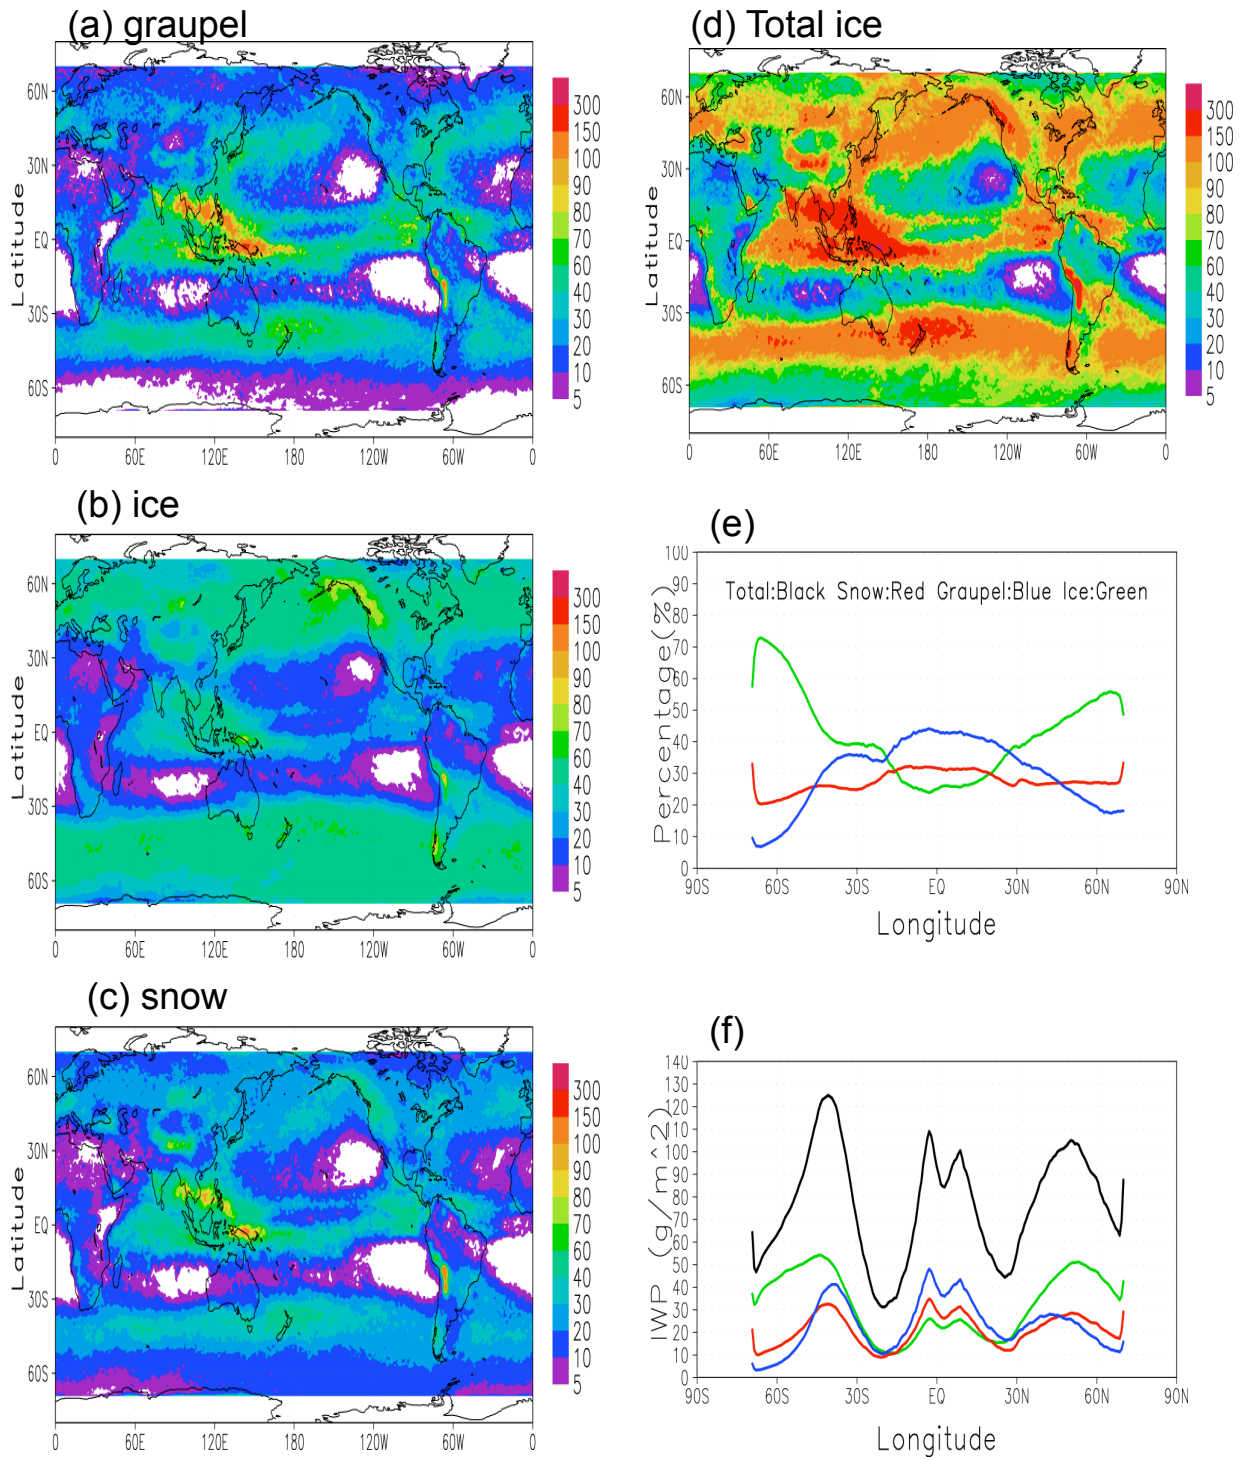 (a) graupel
Latitude
60N
30N
EQ
30S
60S
0 60E 120E 180 120W 60W 0
300
150
100
90
80
70
60
40
30
20
10
5
(d) Total ice
Latitude
60N
30N
EQ
30S
60S
0 60E 120E 180 120W 60W 0
300
150
100
90
80
70
60
40
30
20
10
5
(b) ice
Latitude
60N
30N
EQ
30S
60S
0 60E 120E 180 120W 60W 0
300
150
100
90
80
70
60
40
30
20
10
5
(e)
Total:Black Snow:Red Graupel:Blue Ice:Green
Percentage(%)
100
90
80
70
60
50
40
30
20
10
0
90S 60S 30S EQ 30N 60N 90N
Longitude
(c) snow
Latitude
60N
30N
EQ
30S
60S
0 60E 120E 180 120W 60W 0
300
150
100
90
80
70
60
40
30
20
10
5
(f)
IWP (g/m^2)
140
130
120
110
100
90
80
70
60
50
40
30
20
10
0
90S 60S 30S EQ 30N 60N 90N
Longitude